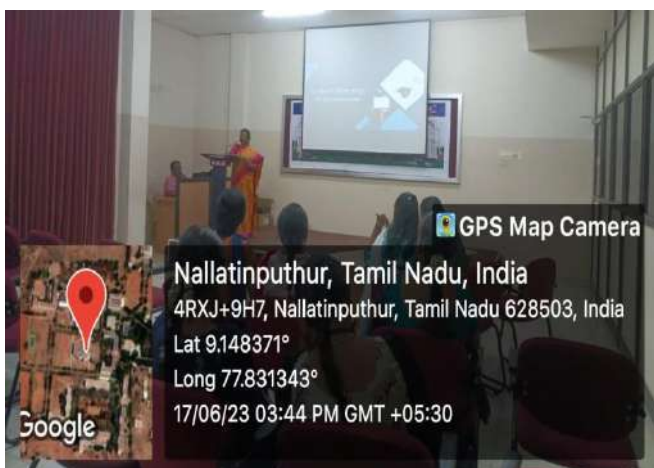 GPS Map Camera
Nallatinputhur, Tamil Nadu, India
4RXJ+9H7, Nallatinputhur, Tamil Nadu 628503, India
Lat 9.148371°
Long 77.831343°
17/06/23 03:44 PM GMT +05:30
Google